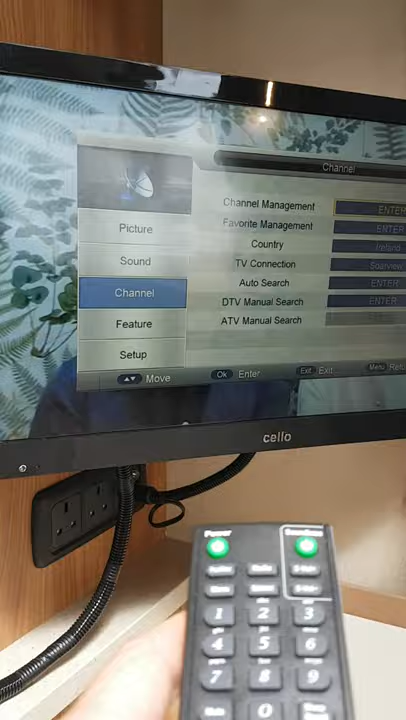 Channel
Channel Management ENTER
Favorite Management ENTER
Country Ireland
TV Connection Soarview
Auto Search ENTER
DTV Manual Search ENTER
ATV Manual Search
Picture
Sound
Channel
Feature
Setup
Move Ok Enter Exit Exit Menu
cello
Power
1 2 3
4 5 6
7 8 9
0